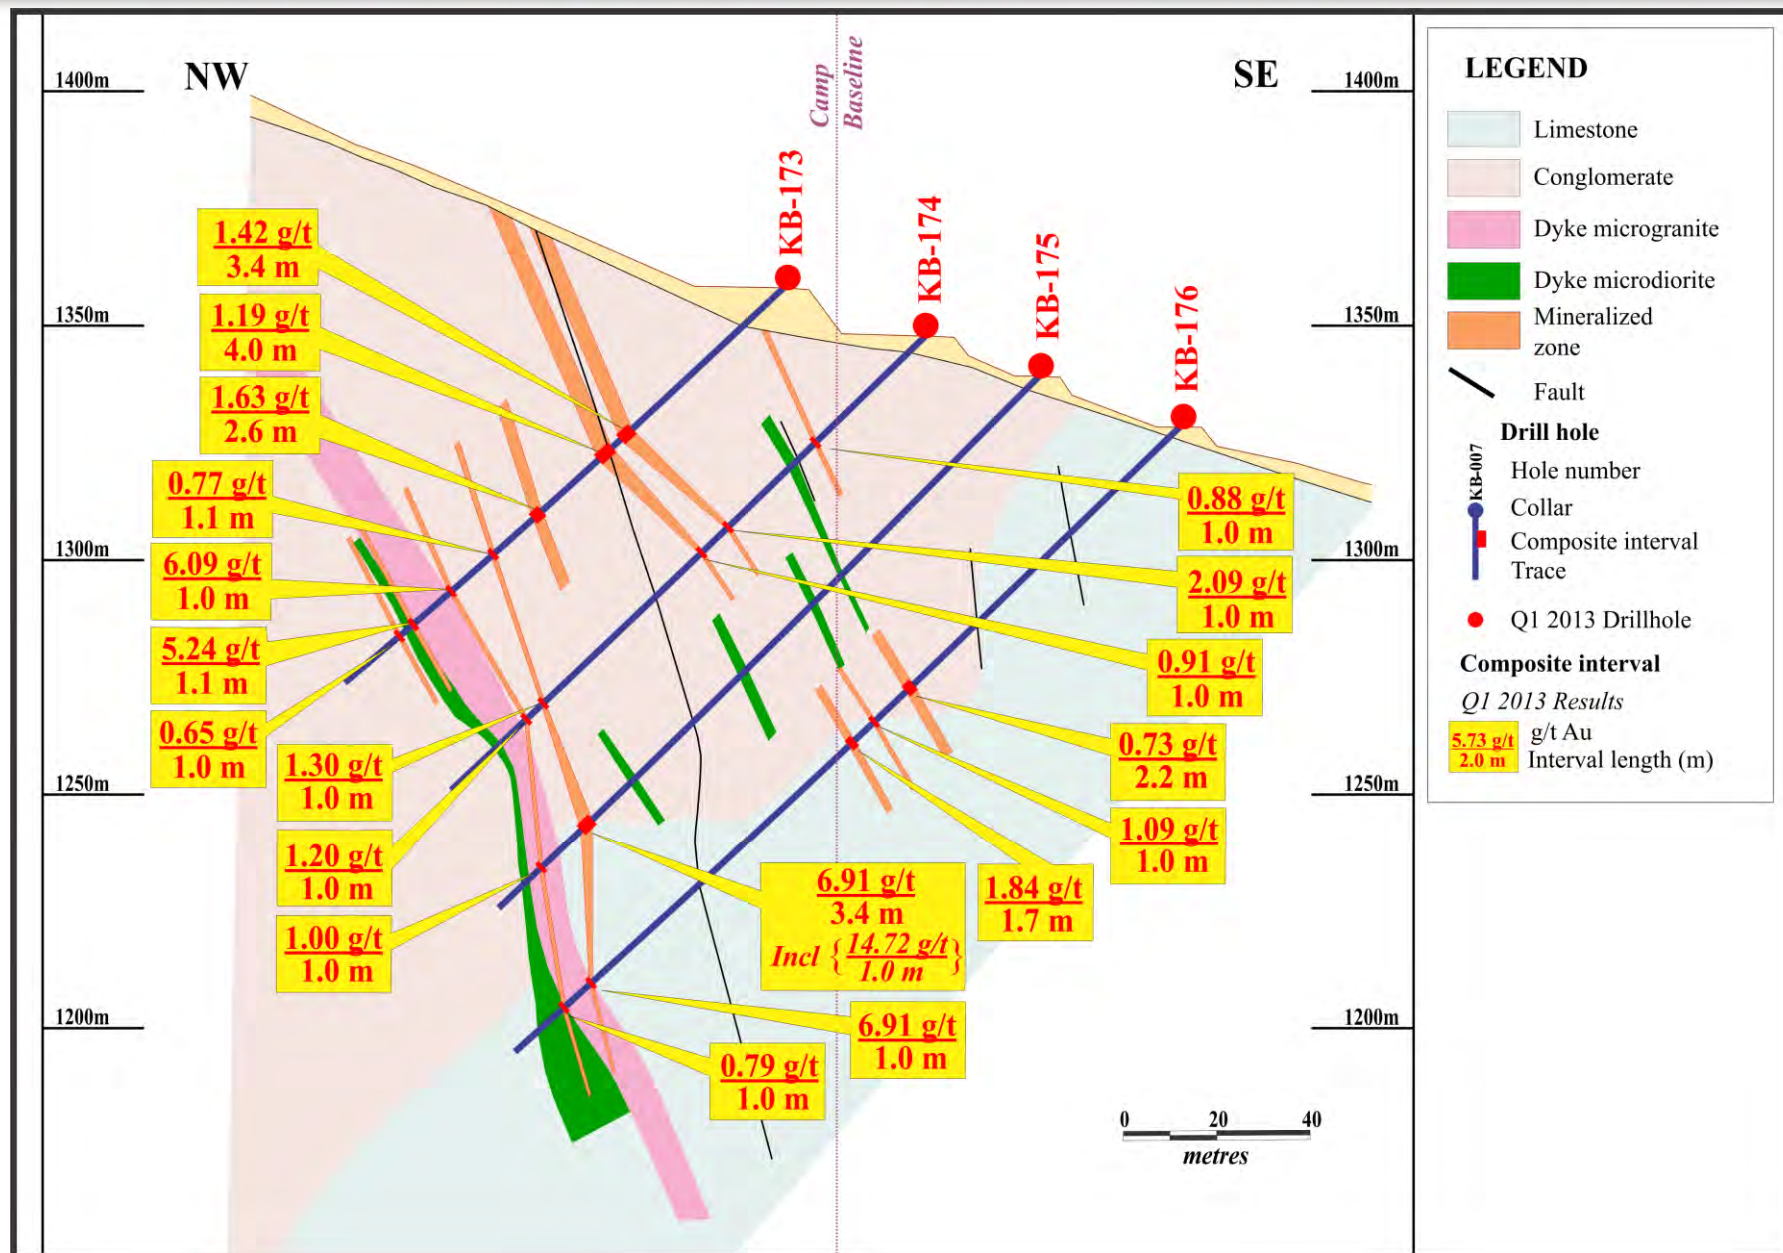 NW
SE
Camp
Baseline
1400m
1350m
1300m
1250m
1200m
1400m
1350m
1300m
1250m
1200m
KB-173
KB-174
KB-175
KB-176
1.42 g/t
3.4 m
1.19 g/t
4.0 m
1.63 g/t
2.6 m
0.77 g/t
1.1 m
6.09 g/t
1.0 m
5.24 g/t
1.1 m
0.65 g/t
1.0 m
1.30 g/t
1.0 m
1.20 g/t
1.0 m
1.00 g/t
1.0 m
0.88 g/t
1.0 m
2.09 g/t
1.0 m
0.91 g/t
1.0 m
0.73 g/t
2.2 m
1.09 g/t
1.0 m
1.84 g/t
1.7 m
6.91 g/t
3.4 m
Incl { 14.72 g/t }
1.0 m
6.91 g/t
1.0 m
0.79 g/t
1.0 m
0 20 40
metres
LEGEND
Limestone
Conglomerate
Dyke microgranite
Dyke microdiorite
Mineralized
zone
Fault
Drill hole
KB-007
Hole number
Collar
Composite interval
Trace
Q1 2013 Drillhole
Composite interval
Q1 2013 Results
5.73 g/t
2.0 m
g/t Au
Interval length (m)